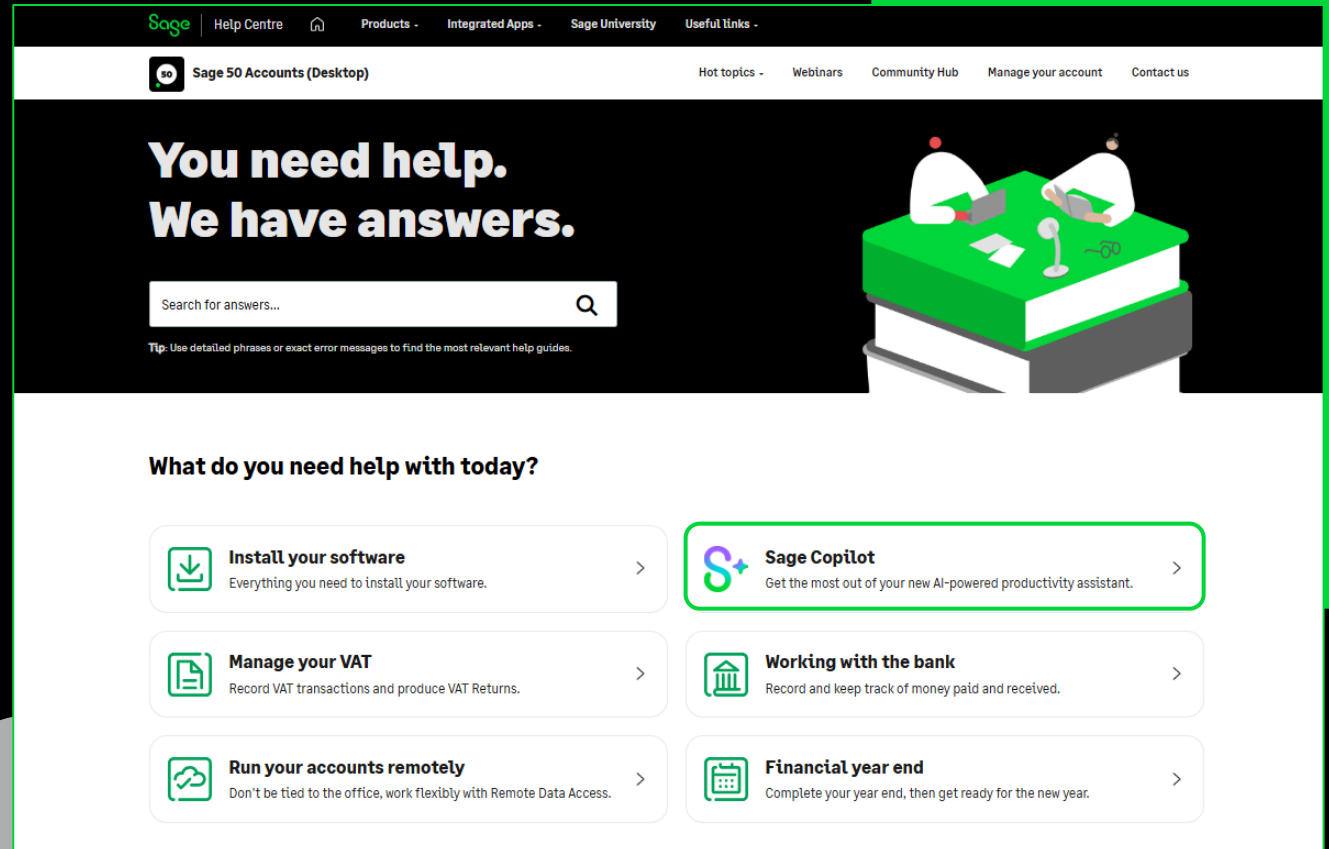 Sage Help Centre Products Integrated Apps Sage University Useful links
50 Sage 50 Accounts (Desktop) Hot topics Webinars Community Hub Manage your account Contact us
You need help.
We have answers.
Search for answers...
Tip: Use detailed phrases or exact error messages to find the most relevant help guides.
What do you need help with today?
Install your software
Everything you need to install your software.
Sage Copilot
Get the most out of your new AI-powered productivity assistant.
Manage your VAT
Record VAT transactions and produce VAT Returns.
Working with the bank
Record and keep track of money paid and received.
Run your accounts remotely
Don't be tied to the office, work flexibly with Remote Data Access.
Financial year end
Complete your year end, then get ready for the new year.